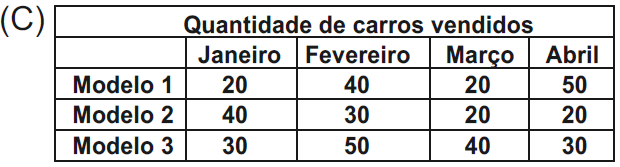 (C)
Quantidade de carros vendidos
Janeiro Fevereiro Março Abril
Modelo 1 20 40 20 50
Modelo 2 40 30 20 20
Modelo 3 30 50 40 30